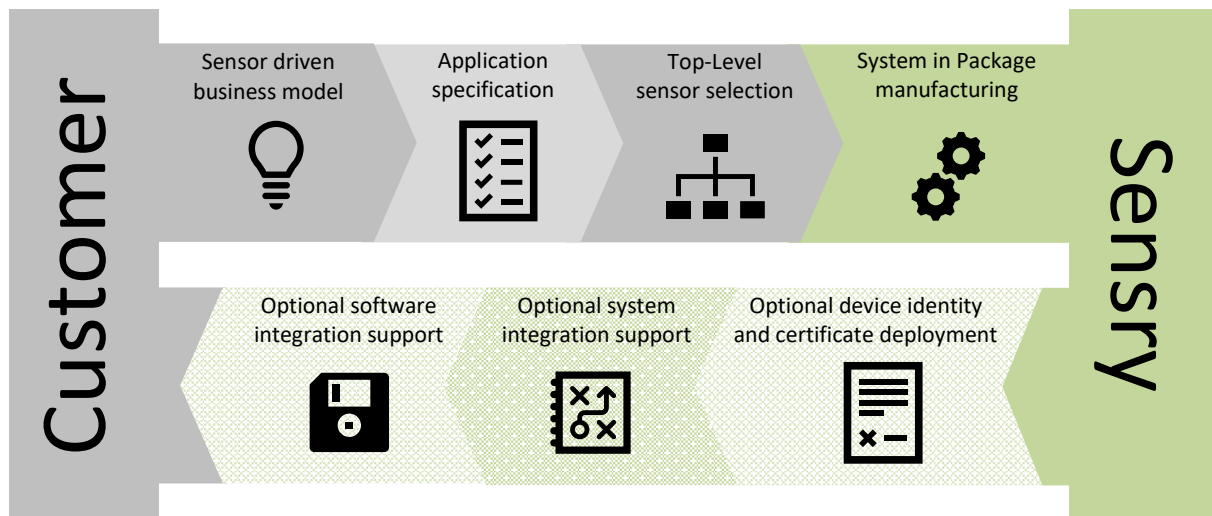 Customer
Sensor driven
business model
Application
specification
Top-Level
sensor selection
System in Package
manufacturing
Sensry
Optional software
integration support
Optional system
integration support
Optional device identity
and certificate deployment